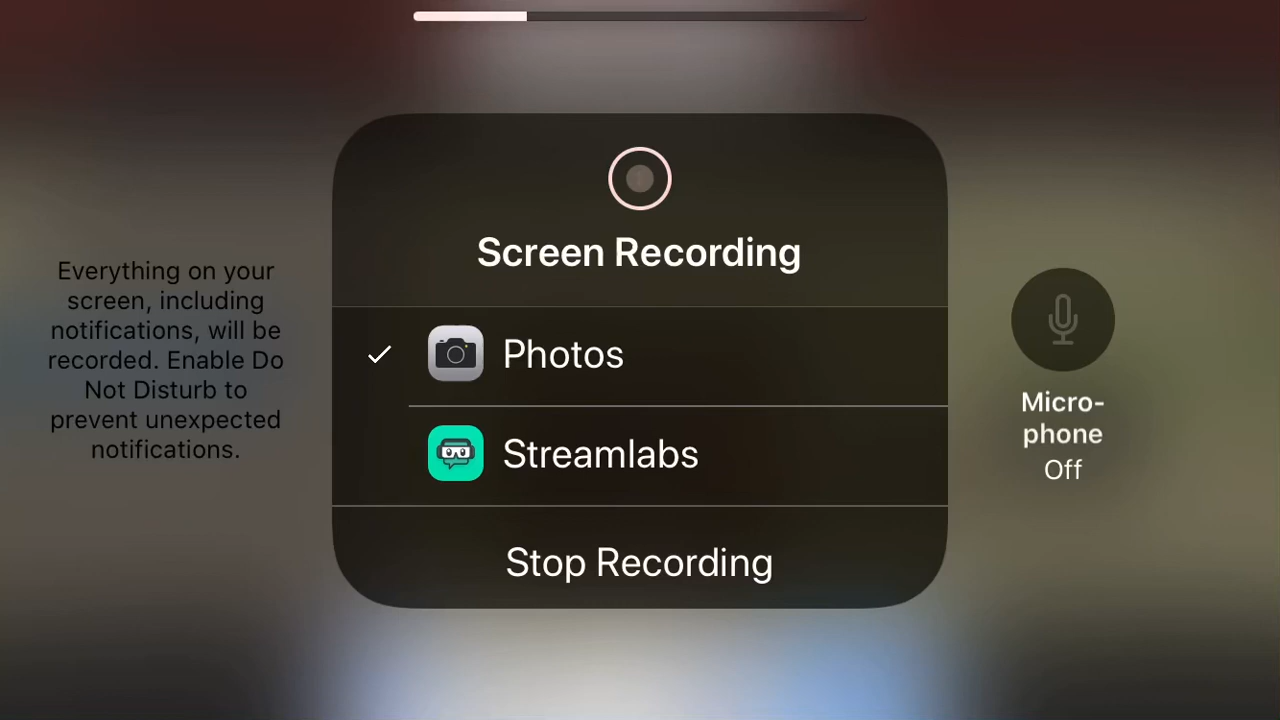 Screen Recording
Everything on your
screen, including
notifications, will be
recorded. Enable Do
Not Disturb to
prevent unexpected
notifications.
Photos
Streamlabs
Stop Recording
Micro-
phone
Off